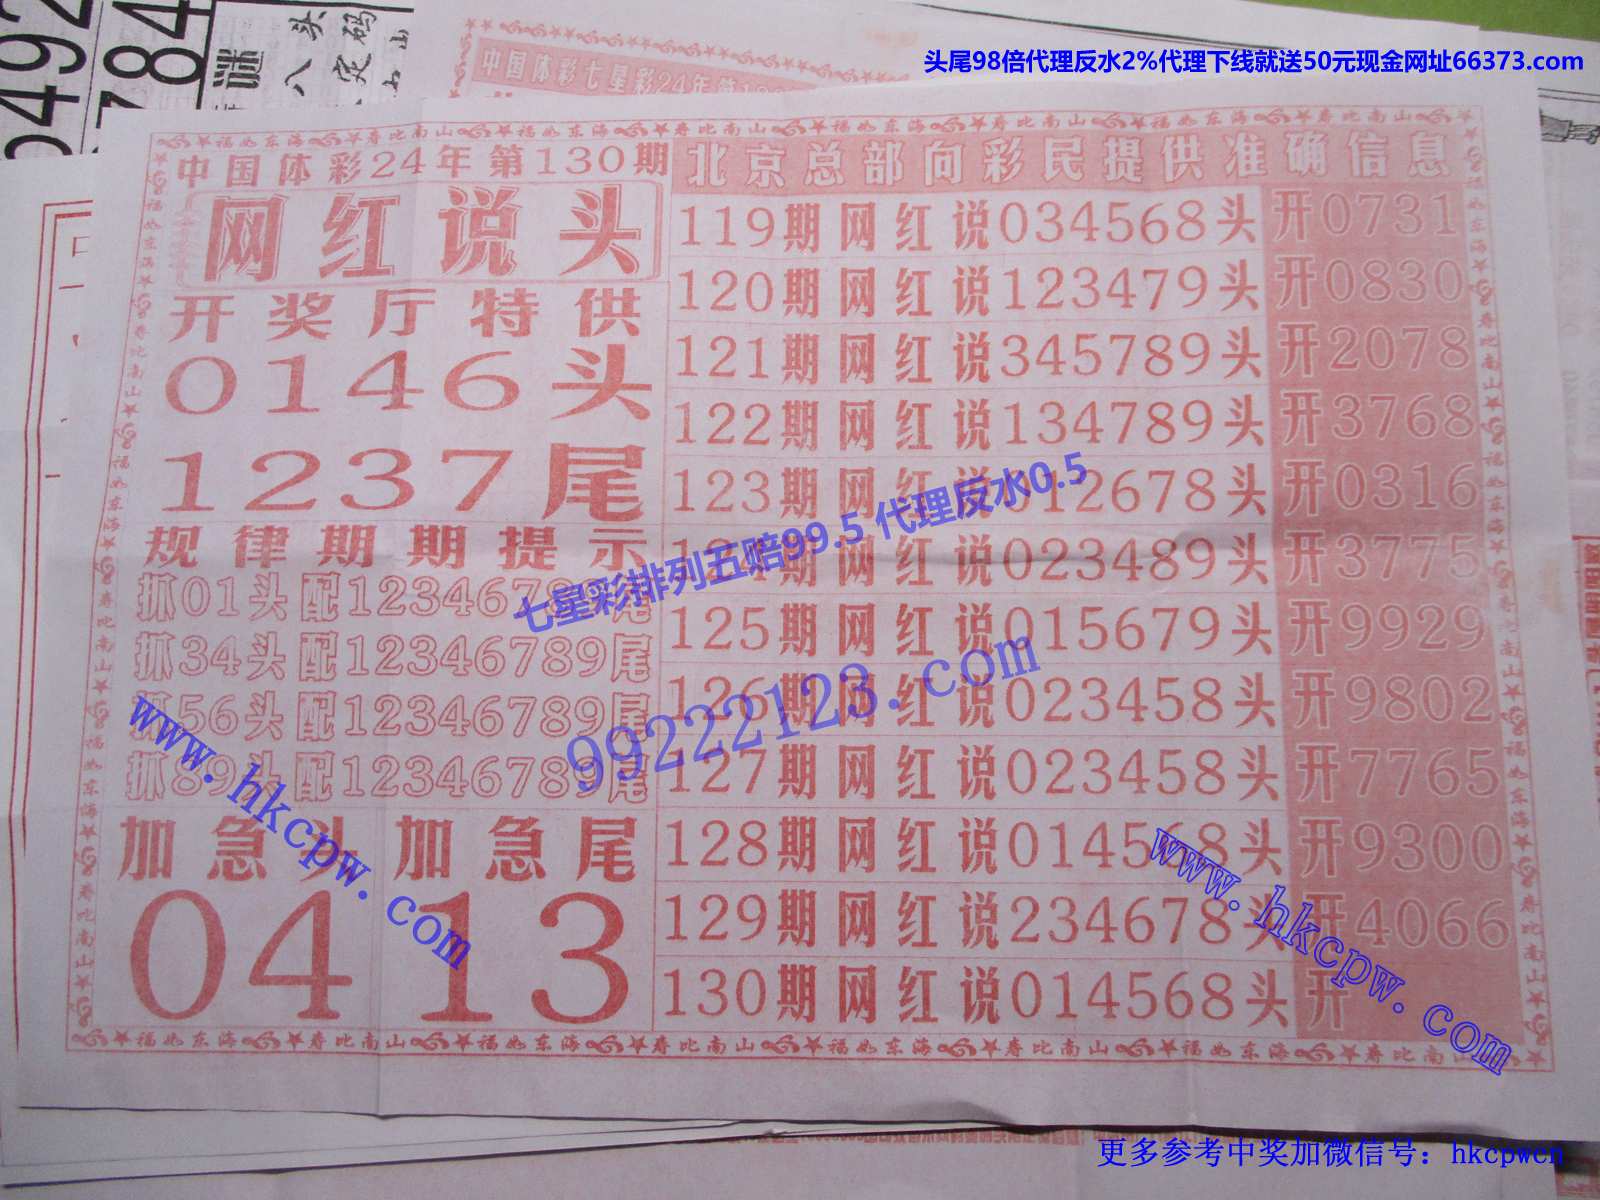 头尾98倍代理反水2%代理下线就送50元现金网址66373.com
中国体彩七星彩24年第
中国体彩24年第130期
网红说头
开奖厅特供
0146头
1237尾
规律期期提示
抓01头配12346789尾
抓34头配12346789尾
抓56头配12346789尾
抓89头配12346789尾
加急头 加急尾
04 13
北京总部向彩民提供准确信息
119期网红说034568头 开0731
120期网红说123479头 开0830
121期网红说345789头 开2078
122期网红说134789头 开3768
123期网红说012678头 开0316
124期网红说023489头 开3775
125期网红说015679头 开9929
126期网红说023458头 开9802
127期网红说023458头 开7765
128期网红说014568头 开9300
129期网红说234678头 开4066
130期网红说014568头 开
福如东海 寿比南山
七星彩排列五赔99.5 代理反水0.5
99222123.com
www.hkcpw.com
www.hkcpw.com
更多参考中奖加微信号：hkcpwcn